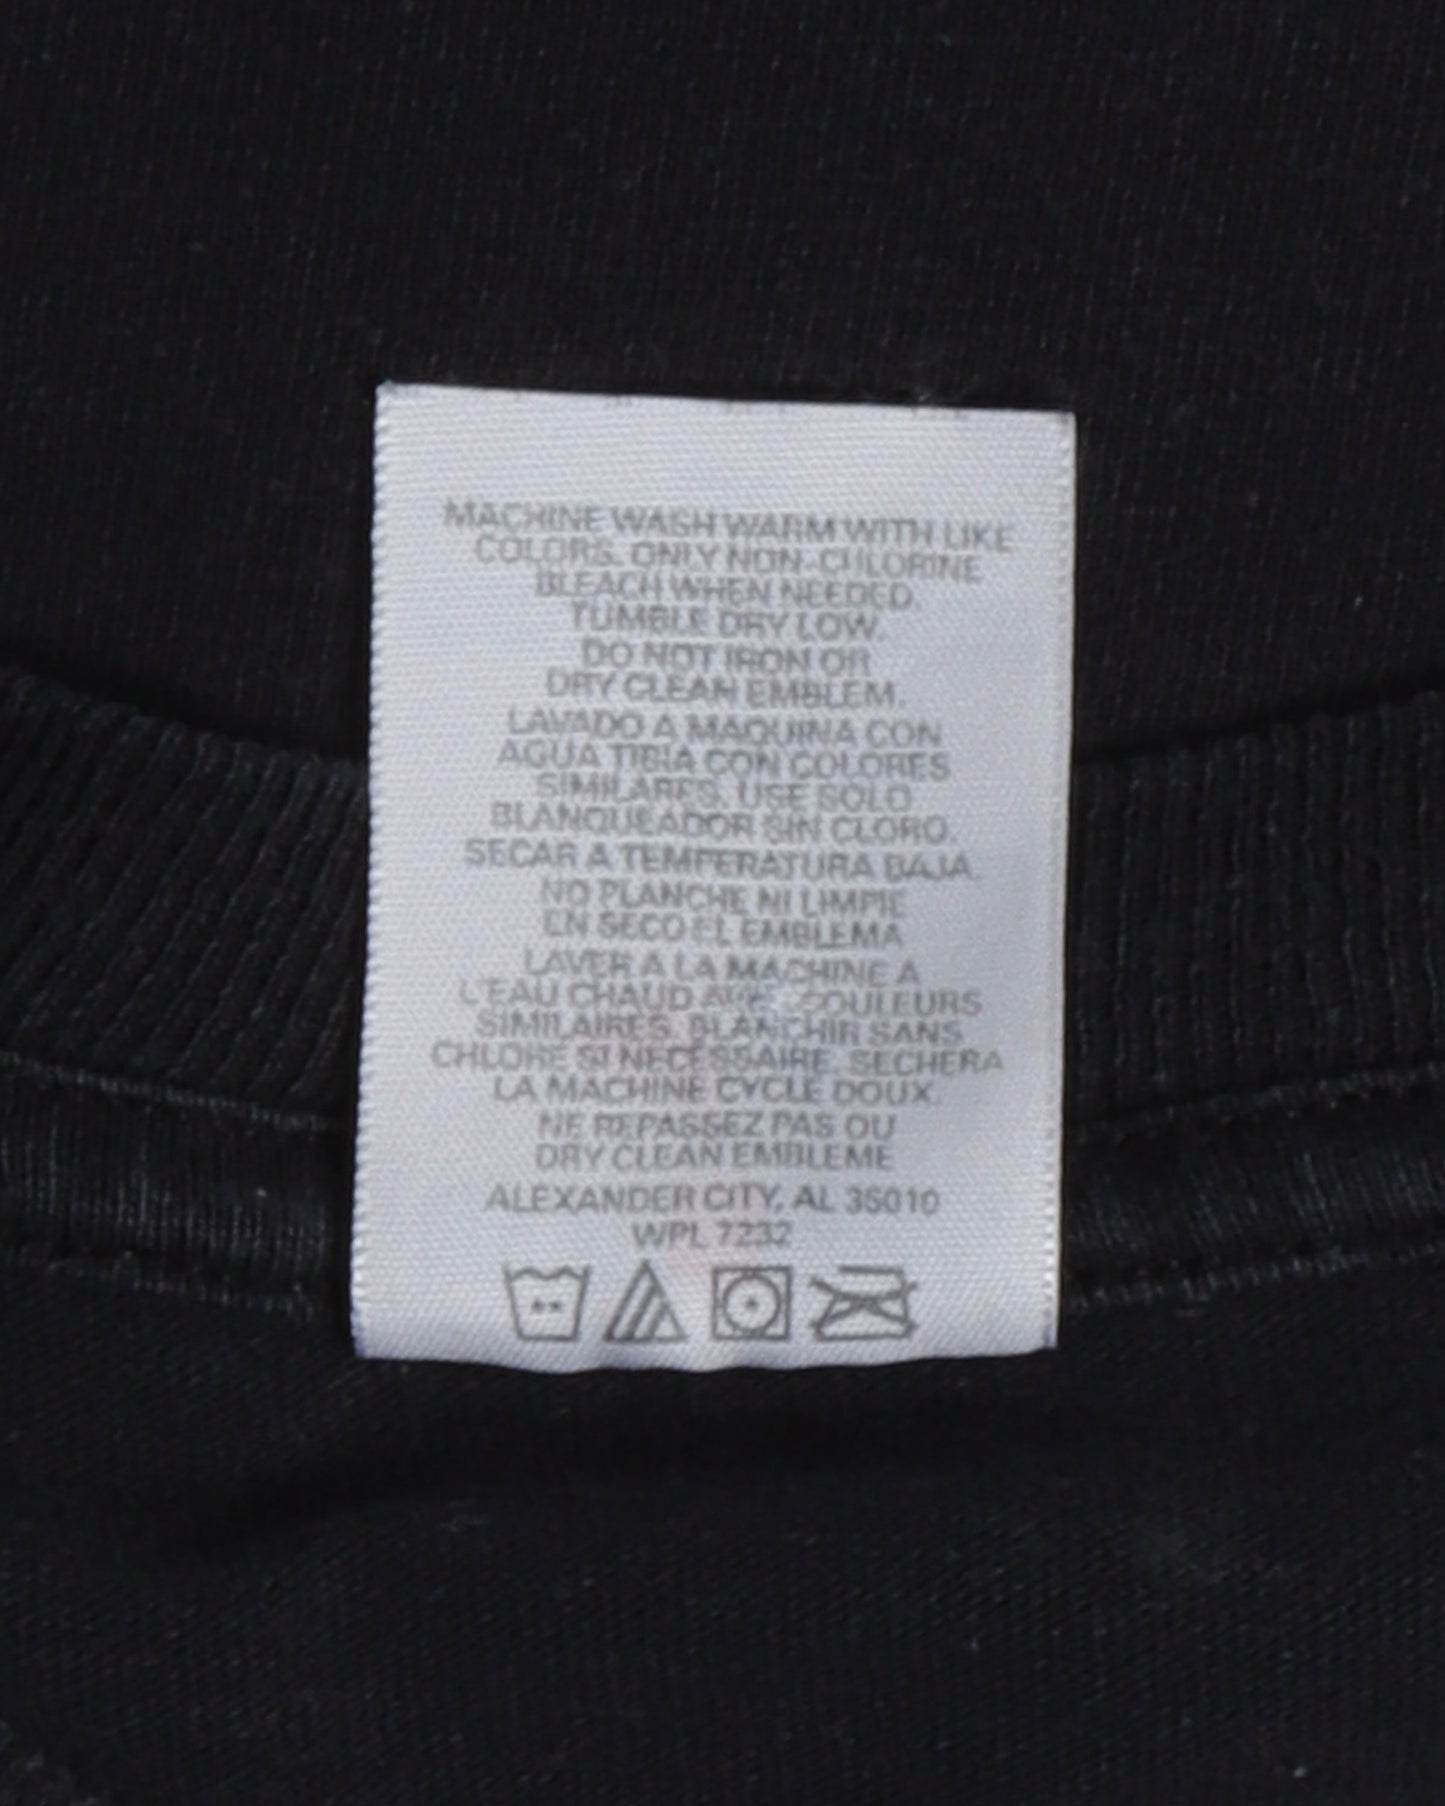 MACHINE WASH WARM WITH LIKE
COLORS. ONLY NON-CHLORINE
BLEACH WHEN NEEDED.
TUMBLE DRY LOW.
DO NOT IRON OR
DRY CLEAN EMBLEM.
LAVADO A MAQUINA CON
AGUA TIBIA CON COLORES
SIMILARES. USE SOLO
BLANQUEADOR SIN CLORO.
SECAR A TEMPERATURA BAJA
NO PLANCHE NI LIMPIE
EN SECO EL EMBLEMA
LAVER A LA MACHINE A
L'EAU CHAUD AVEC COULEURS
SIMILAIRES. BLANCHIR SANS
CHLORE SI NECESSAIRE. SECHER A
LA MACHINE CYCLE DOUX.
NE REPASSEZ PAS OU
DRY CLEAN EMBLEME
ALEXANDER CITY, AL 35010
WPL 7232